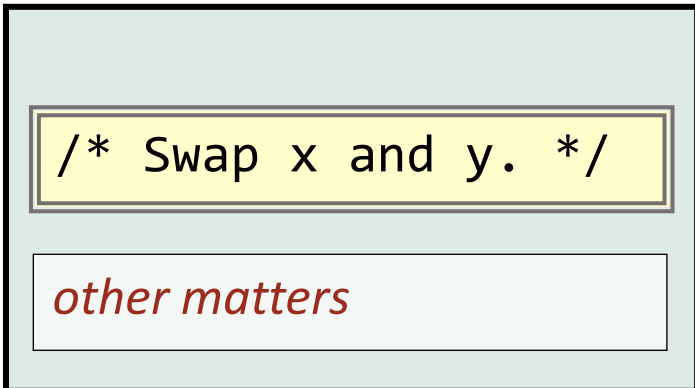 /* Swap x and y. */
other matters